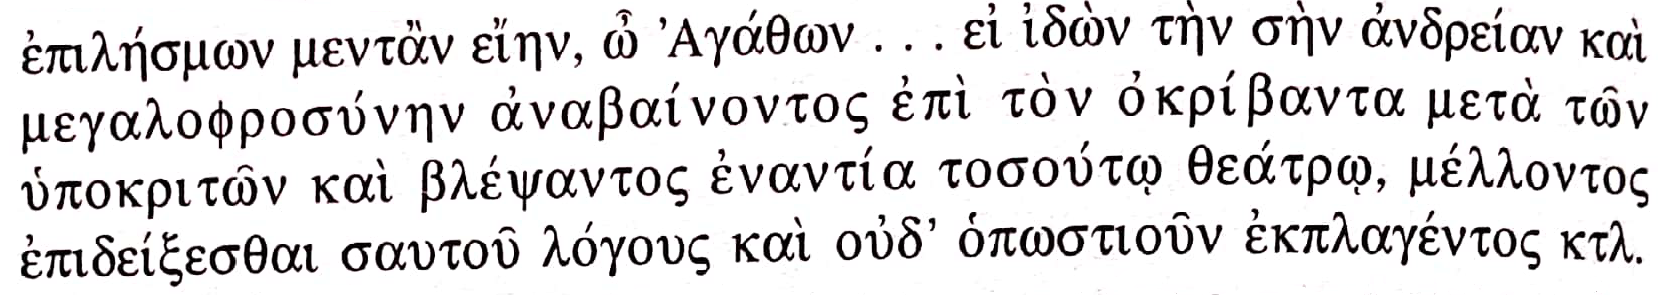 ἐπιλήσμων μεντἂν εἴην, ὦ Ἀγάθων . . . εἰ ἰδὼν τὴν σὴν ἀνδρείαν καὶ
μεγαλοφροσύνην ἀναβαίνοντος ἐπὶ τὸν ὀκρίβαντα μετὰ τῶν
ὑποκριτῶν καὶ βλέψαντος ἐναντία τοσούτῳ θεάτρῳ, μέλλοντος
ἐπιδείξεσθαι σαυτοῦ λόγους καὶ οὐδ’ ὁπωστιοῦν ἐκπλαγέντος κτλ.